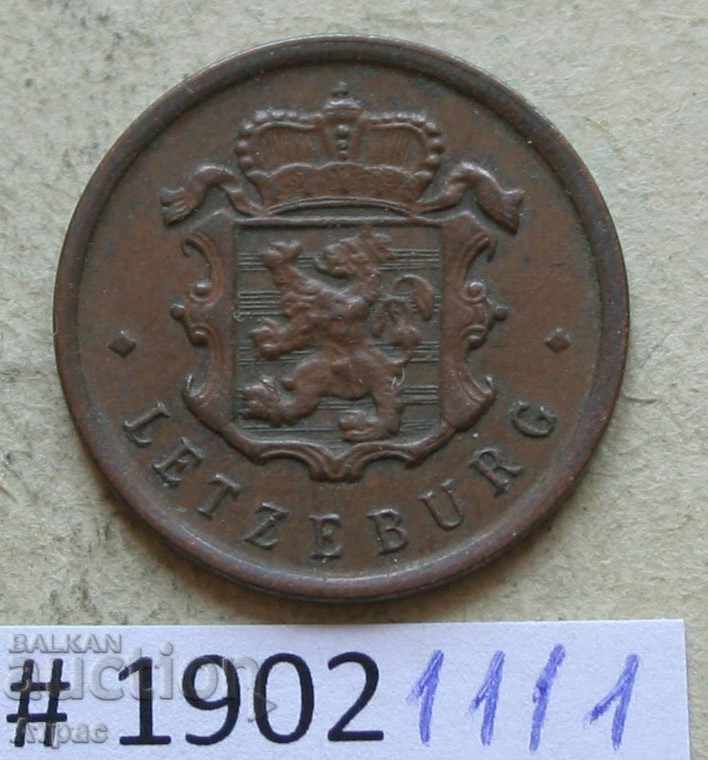 LETZEBURG
BALKAN
auction
# 1902 1111